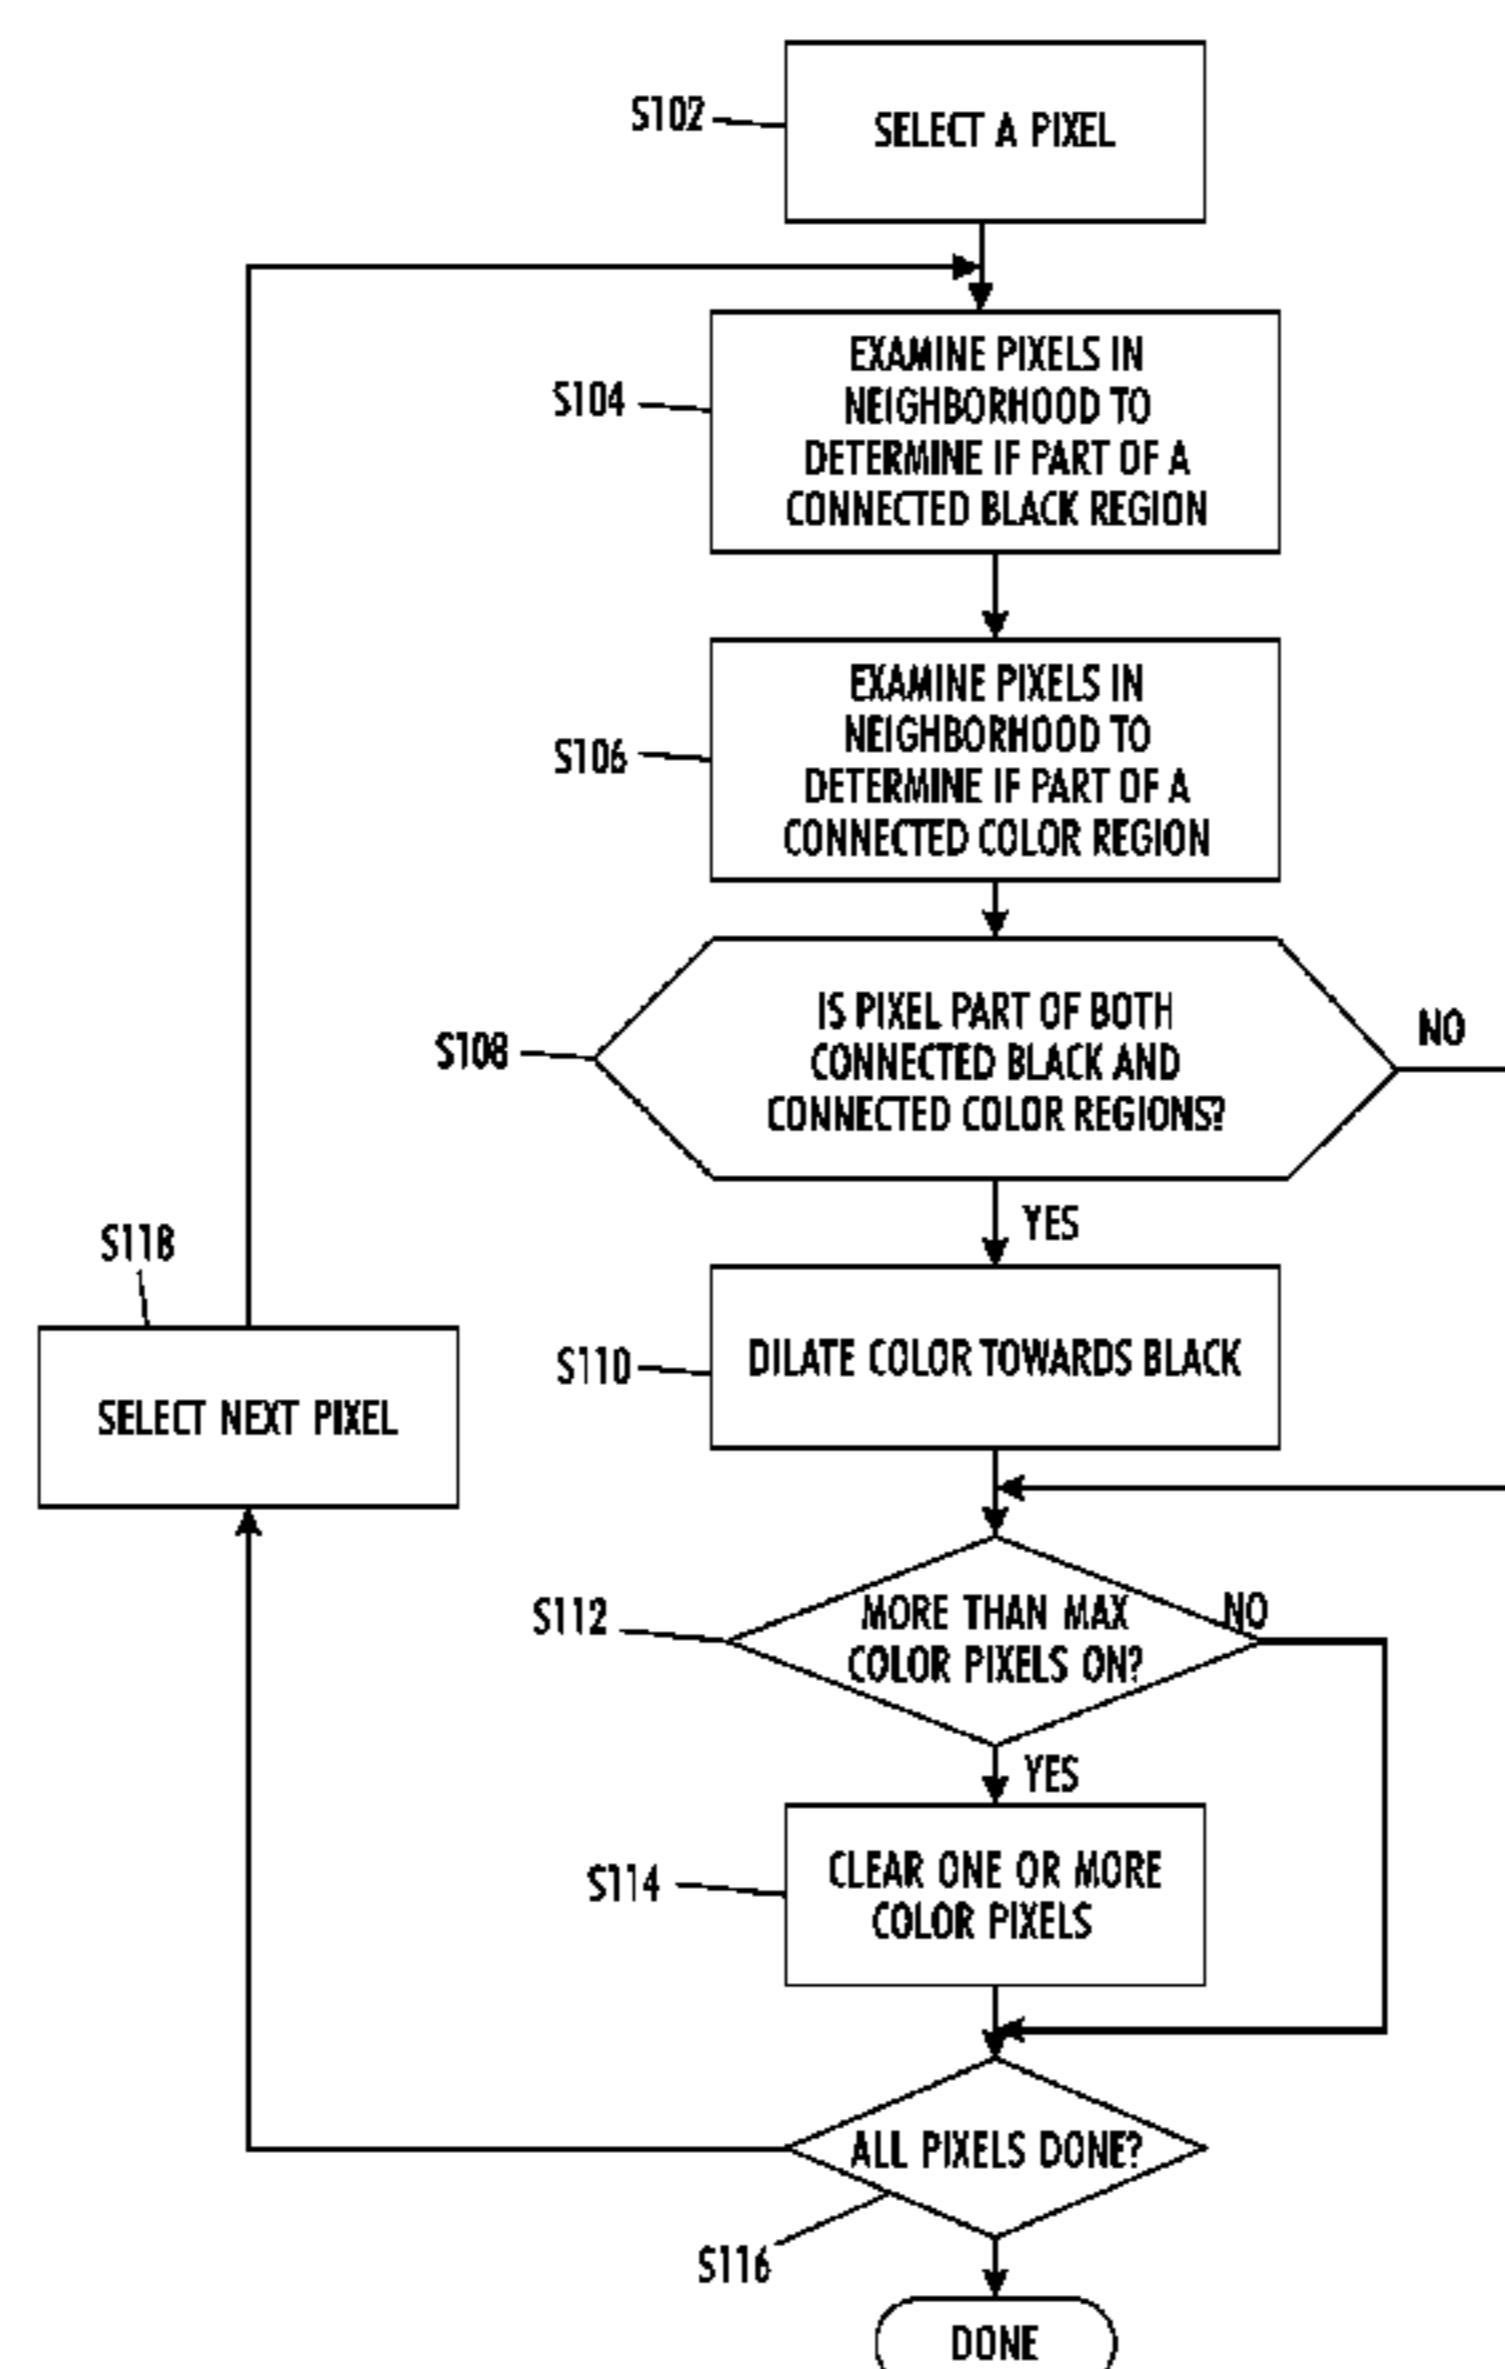 S102
SELECT A PIXEL
S104
EXAMINE PIXELS IN
NEIGHBORHOOD TO
DETERMINE IF PART OF A
CONNECTED BLACK REGION
S106
EXAMINE PIXELS IN
NEIGHBORHOOD TO
DETERMINE IF PART OF A
CONNECTED COLOR REGION
S108
IS PIXEL PART OF BOTH
CONNECTED BLACK AND
CONNECTED COLOR REGIONS?
NO
YES
S118
SELECT NEXT PIXEL
S110
DILATE COLOR TOWARDS BLACK
S112
MORE THAN MAX
COLOR PIXELS ON?
NO
YES
S114
CLEAR ONE OR MORE
COLOR PIXELS
ALL PIXELS DONE?
S116
DONE